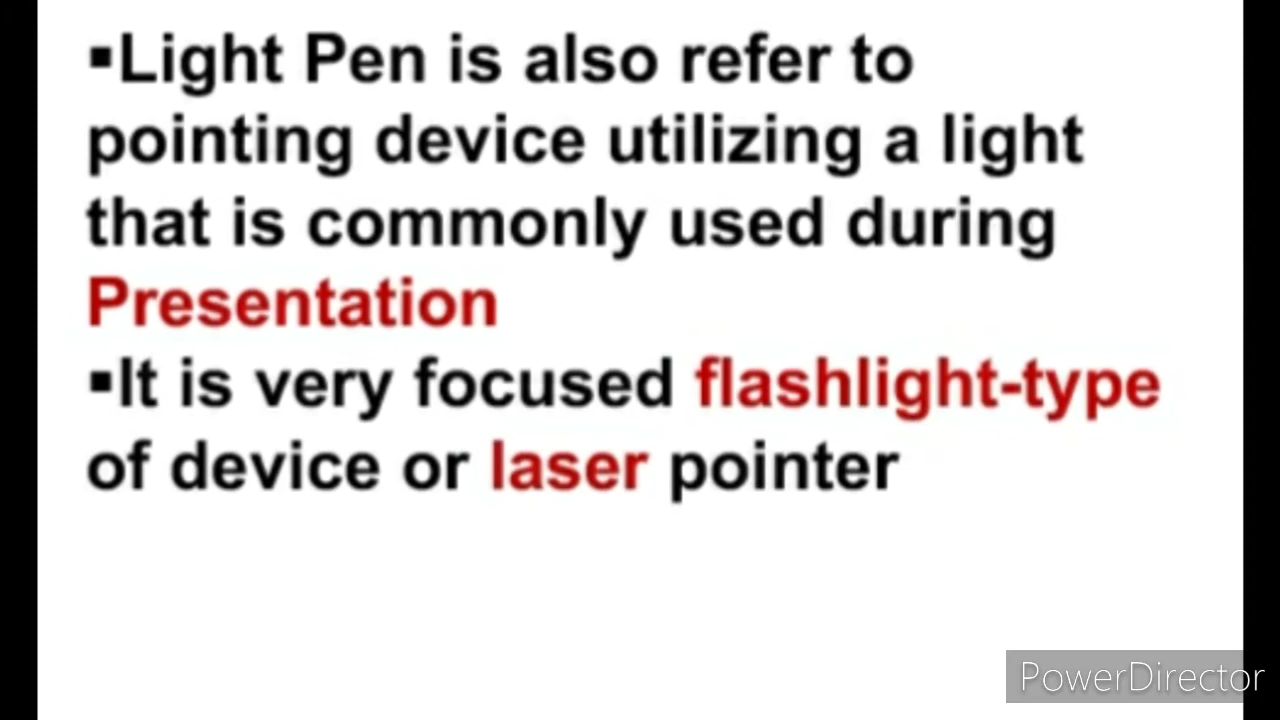 ▪Light Pen is also refer to
pointing device utilizing a light
that is commonly used during
Presentation
▪It is very focused flashlight-type
of device or laser pointer
PowerDirector